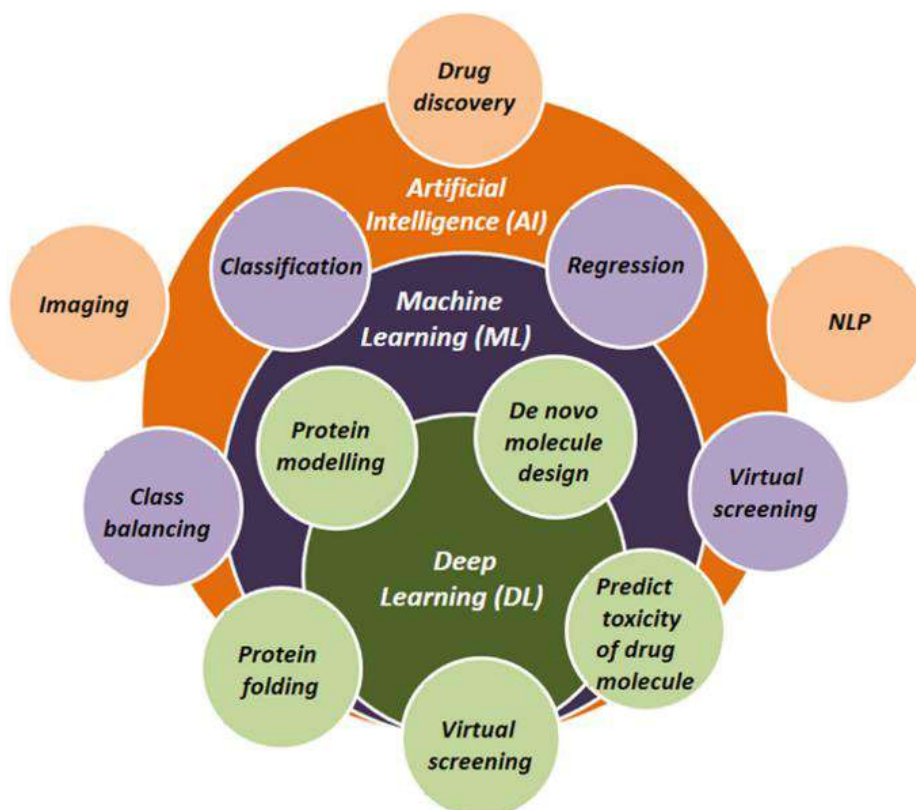 Drug
discovery
Artificial
Intelligence (AI)
Classification
Regression
Imaging
Machine
Learning (ML)
NLP
Protein
modelling
De novo
molecule
design
Class
balancing
Virtual
screening
Deep
Learning (DL)
Predict
toxicity
of drug
molecule
Protein
folding
Virtual
screening